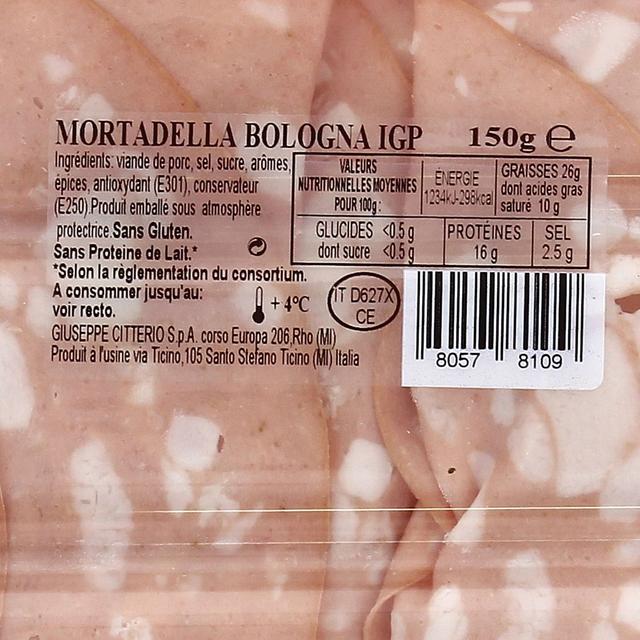 MORTADELLA BOLOGNA IGP 150g ℮
Ingrédients: viande de porc, sel, sucre, arômes,
épices, antioxydant (E301), conservateur
(E250).Produit emballé sous atmosphère
protectrice.Sans Gluten.
Sans Proteine de Lait.*
*Selon la règlementation du consortium.
A consommer jusqu'au:
voir recto.
+ 4°C
GIUSEPPE CITTERIO S.p.A. corso Europa 206,Rho (MI)
Produit à l'usine via Ticino,105 Santo Stefano Ticino (MI) Italia
VALEURS
NUTRITIONNELLES MOYENNES
POUR 100g:
ÉNERGIE
1234kJ-298kcal
GRAISSES 26g
dont acides gras
saturé 10 g
GLUCIDES <0.5 g
dont sucre <0.5 g
PROTÉINES
16 g
SEL
2.5 g
IT D627X
CE
8057 8109